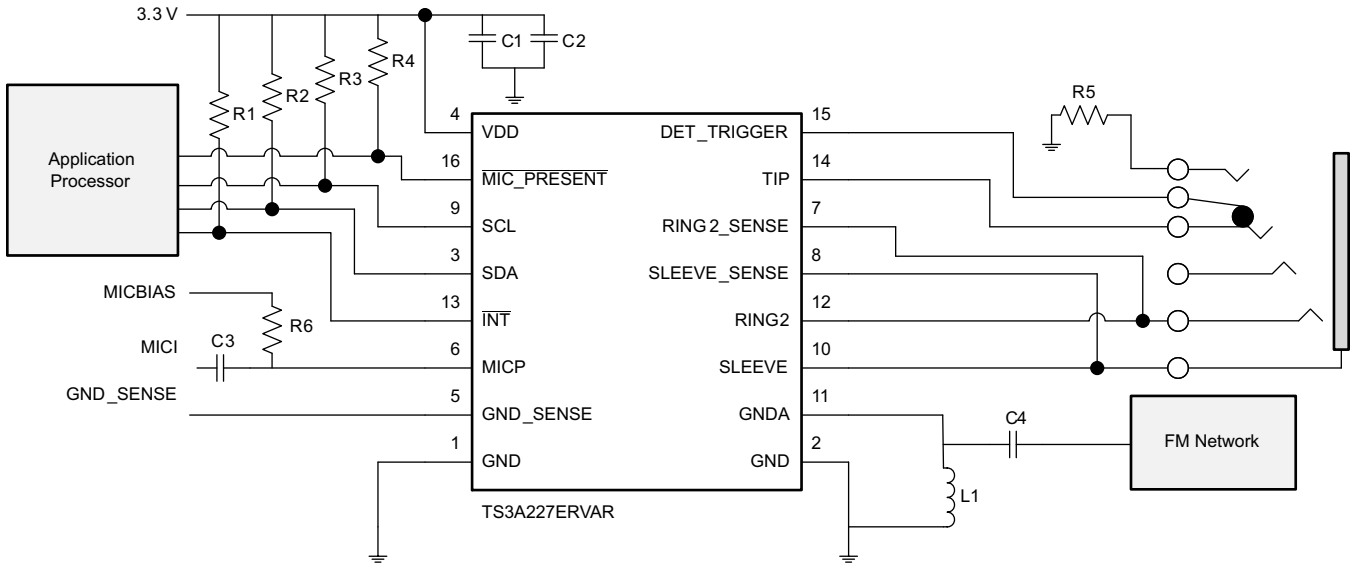 3.3 V
C1
C2
R4
R3
R2
R1
R5
Application
Processor
4
VDD
DET_TRIGGER
15
16
MIC_PRESENT
TIP
14
9
SCL
RING2_SENSE
7
3
SDA
SLEEVE_SENSE
8
MICBIAS
13
INT
RING2
12
R6
MICI
C3
6
MICP
SLEEVE
10
GND_SENSE
5
GND_SENSE
GNDA
11
C4
FM Network
1
GND
GND
2
L1
TS3A227ERVAR